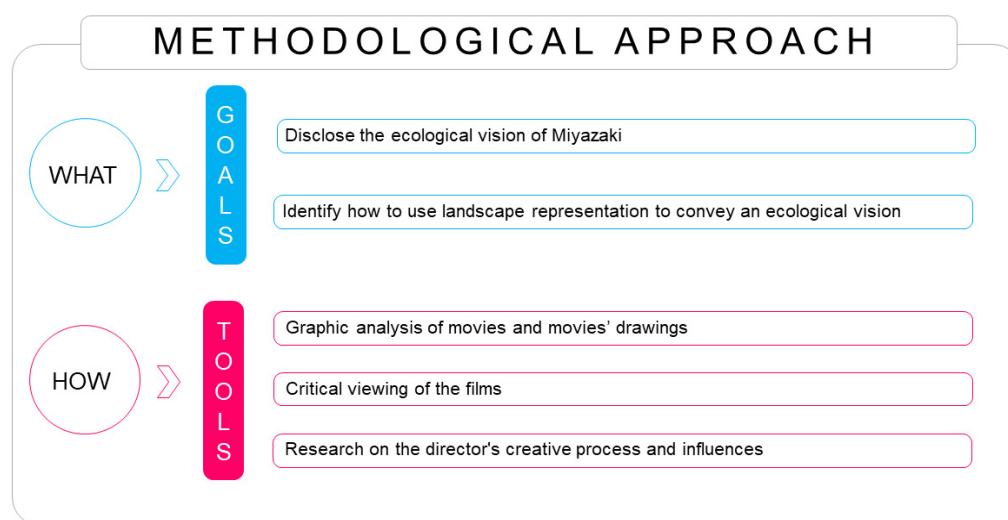 METHODOLOGICAL APPROACH
WHAT
GOALS
Disclose the ecological vision of Miyazaki
Identify how to use landscape representation to convey an ecological vision
HOW
TOOLS
Graphic analysis of movies and movies’ drawings
Critical viewing of the films
Research on the director's creative process and influences